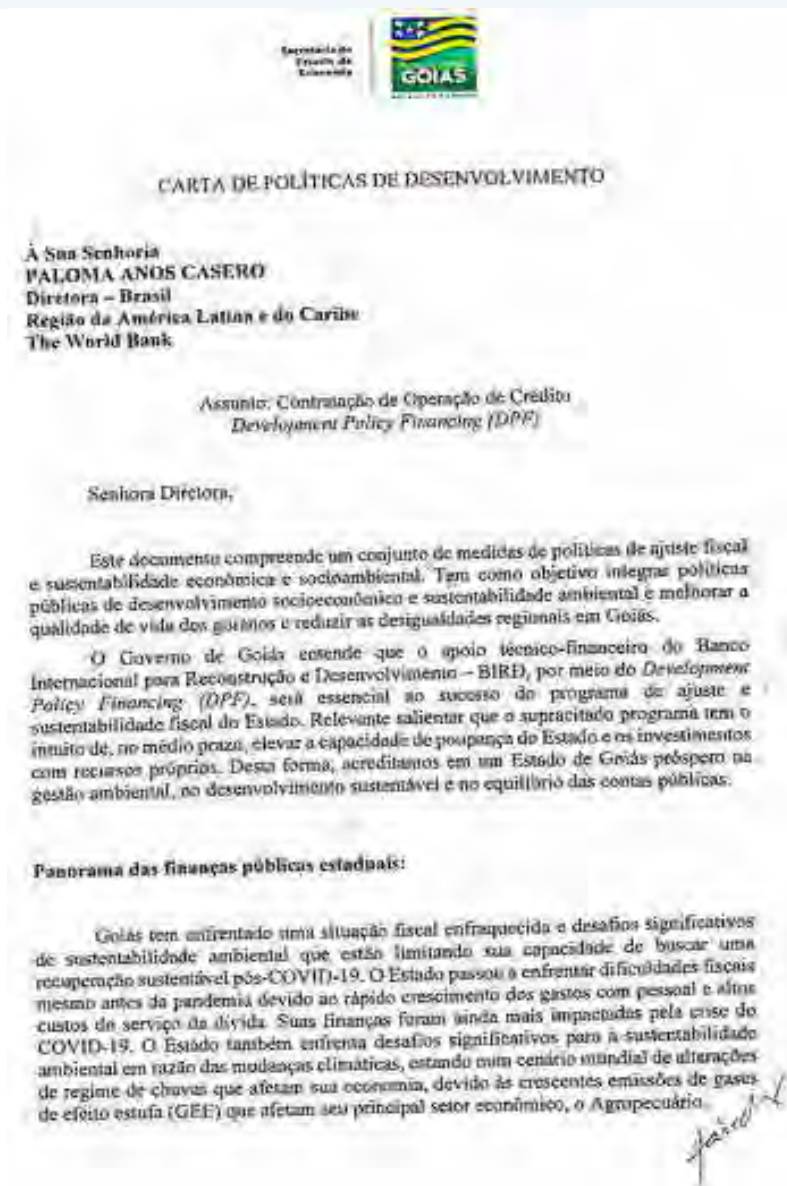 Secretaria de
Estado da
Economia
GOIÁS
CARTA DE POLÍTICAS DE DESENVOLVIMENTO
À Sua Senhoria
PALOMA ANOS CASERO
Diretora – Brasil
Região da América Latina e do Caribe
The World Bank
Assunto: Contratação de Operação de Crédito
Development Policy Financing (DPF)
Senhora Diretora,
Este documento compreende um conjunto de medidas de políticas de ajuste fiscal
e sustentabilidade econômica e socioambiental. Tem como objetivo integrar políticas
públicas de desenvolvimento socioeconômico e sustentabilidade ambiental e melhorar a
qualidade de vida dos goianos e reduzir as desigualdades regionais em Goiás.
O Governo de Goiás entende que o apoio técnico-financeiro do Banco
Internacional para Reconstrução e Desenvolvimento – BIRD, por meio do Development
Policy Financing (DPF), será essencial ao sucesso do programa de ajuste e
sustentabilidade fiscal do Estado. Relevante salientar que o supracitado programa tem o
intuito de, no médio prazo, elevar a capacidade de poupança do Estado e os investimentos
com recursos próprios. Desta forma, acreditamos em um Estado de Goiás próspero na
gestão ambiental, no desenvolvimento sustentável e no equilíbrio das contas públicas.
Panorama das finanças públicas estaduais:
Goiás tem enfrentado uma situação fiscal enfraquecida e desafios significativos
de sustentabilidade ambiental que estão limitando sua capacidade de buscar uma
recuperação sustentável pós-COVID-19. O Estado passou a enfrentar dificuldades fiscais
mesmo antes da pandemia devido ao rápido crescimento dos gastos com pessoal e altos
custos do serviço da dívida. Suas finanças foram ainda mais impactadas pela crise do
COVID-19. O Estado também enfrenta desafios significativos para a sustentabilidade
ambiental em razão das mudanças climáticas, estando num cenário mundial de alterações
de regime de chuvas que afetam sua economia, devido às crescentes emissões de gases
de efeito estufa (GEE) que afetam seu principal setor econômico, o Agropecuário.